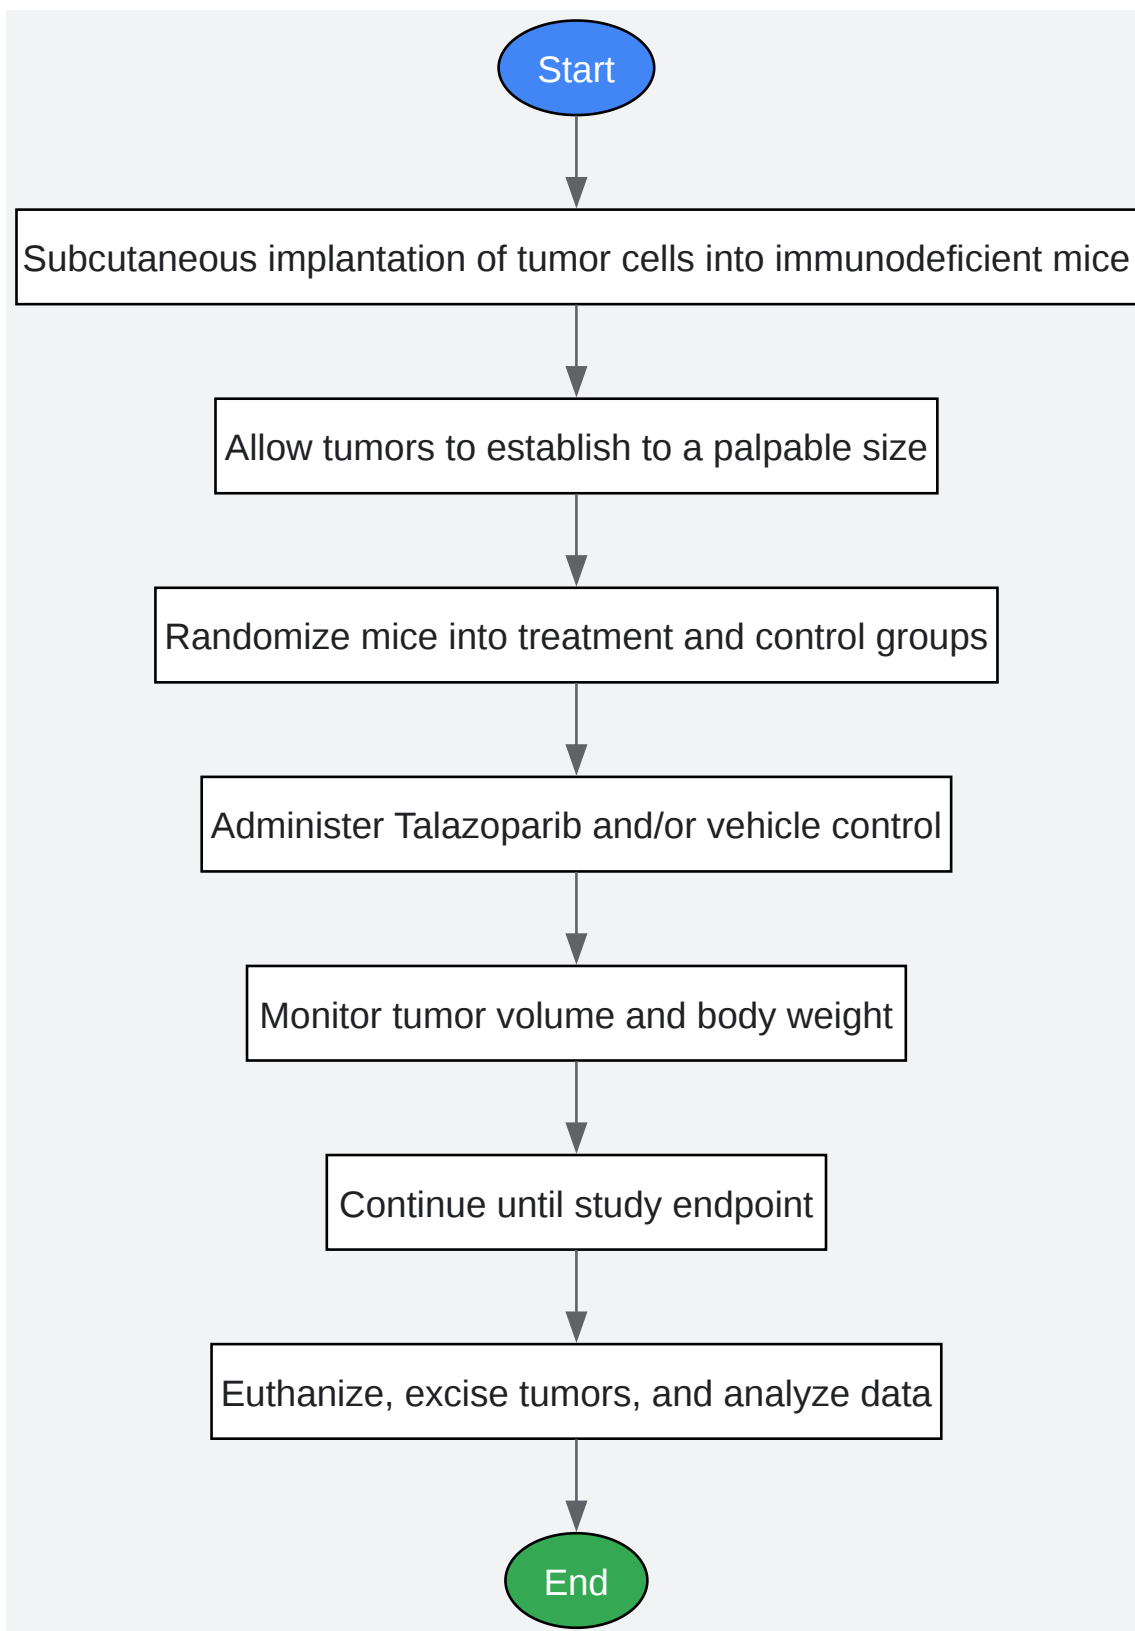 Start
Subcutaneous implantation of tumor cells into immunodeficient mice
Allow tumors to establish to a palpable size
Randomize mice into treatment and control groups
Administer Talazoparib and/or vehicle control
Monitor tumor volume and body weight
Continue until study endpoint
Euthanize, excise tumors, and analyze data
End